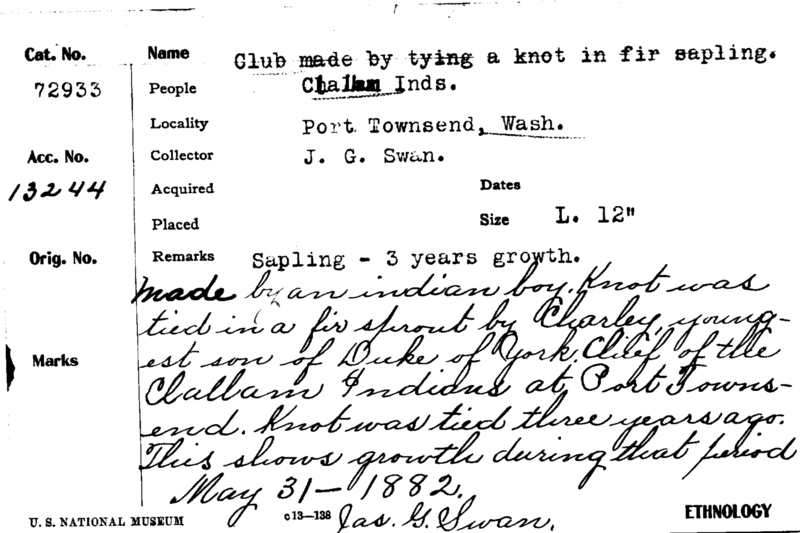 Cat. No. Name Club made by tying a knot in fir sapling.
72933 People Challam Inds.
Locality Port Townsend, Wash.
Acc. No. Collector J. G. Swan.
13244 Acquired Dates
Placed Size L. 12"
Orig. No. Remarks Sapling - 3 years growth.
made by an indian boy. Knot was
tied in a fir sprout by Charley, young-
Marks est son of Duke of York, Chief of the
Clallam Indians at Port Towns-
end. Knot was tied three years ago.
This shows growth during that period
May 31 - 1882.
U. S. NATIONAL MUSEUM c13—138 Jas. G. Swan. ETHNOLOGY